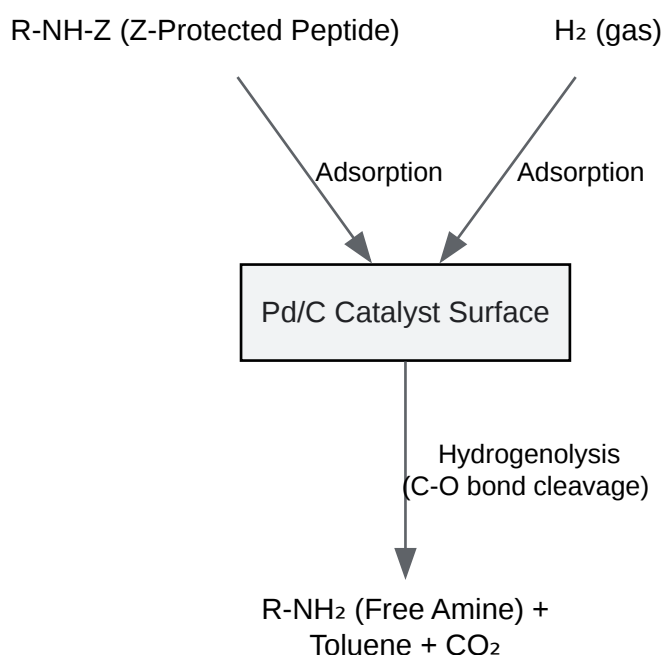 R-NH-Z (Z-Protected Peptide)
H₂ (gas)
Adsorption
Adsorption
Pd/C Catalyst Surface
Hydrogenolysis
(C-O bond cleavage)
R-NH₂ (Free Amine) +
Toluene + CO₂